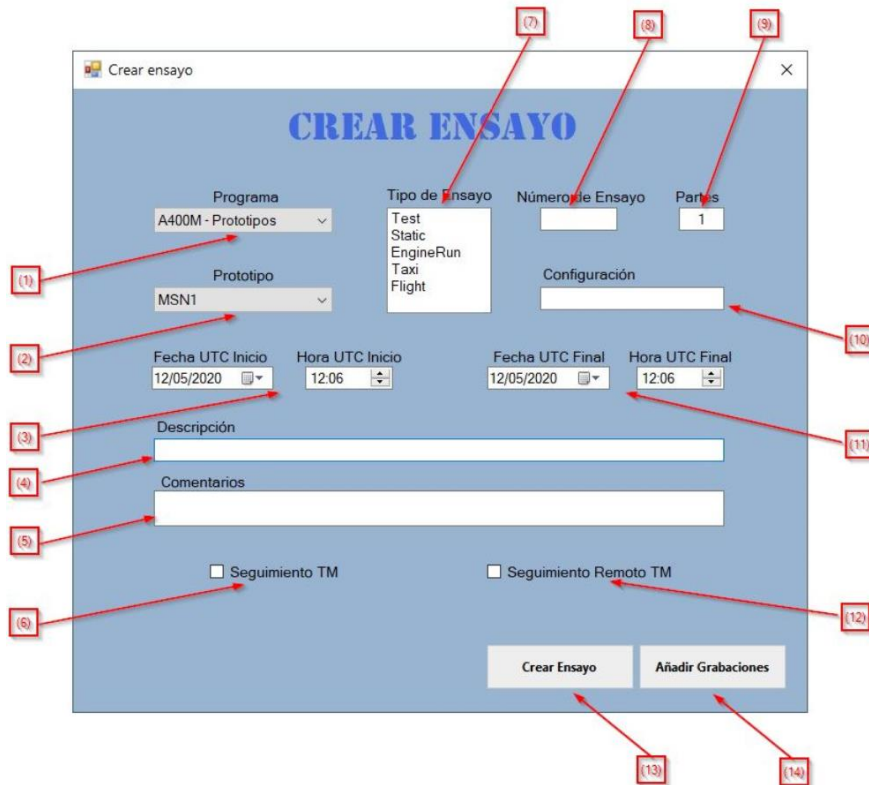 (7)
(8)
(9)
Crear ensayo
CREAR ENSAYO
Programa
Tipo de Ensayo
Número de Ensayo
Partes
A400M - Prototipos
Test
Static
EngineRun
Taxi
Flight
1
(1)
Prototipo
MSN1
Configuración
(2)
(10)
Fecha UTC Inicio
Hora UTC Inicio
Fecha UTC Final
Hora UTC Final
12/05/2020
12:06
12/05/2020
12:06
(3)
(11)
Descripción
(4)
Comentarios
(5)
Seguimiento TM
Seguimiento Remoto TM
(6)
(12)
Crear Ensayo
Añadir Grabaciones
(13)
(14)